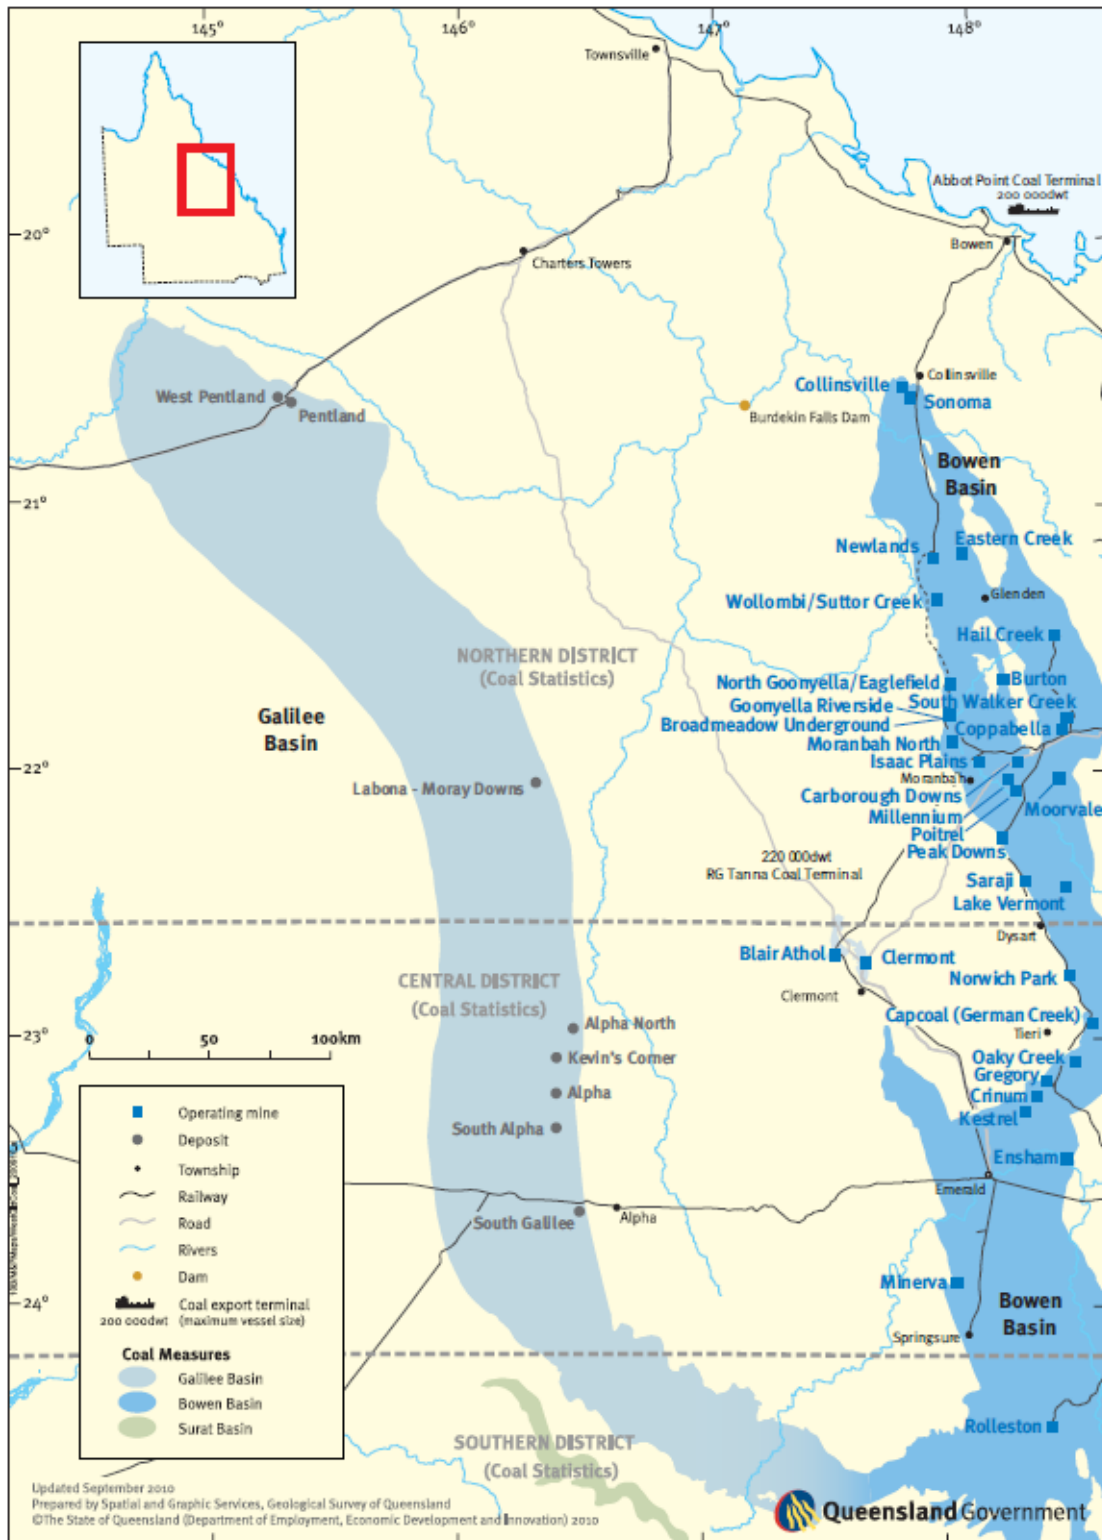 145°
146°
147°
148°
Townsville
Abbot Point Coal Terminal
200 000dwt
20°
Bowen
Charters Towers
Collinsville
Collinsville
West Pentland
Sonoma
Pentland
Burdekin Falls Dam
Bowen
Basin
21°
Eastern Creek
Newlands
Glenden
Wollombi/Suttor Creek
Hail Creek
NORTHERN DISTRICT
(Coal Statistics)
North Goonyella/Eaglefield
Burton
Goonyella Riverside
South Walker Creek
Galilee
Basin
Broadmeadow Underground
Coppabella
Moranbah North
Isaac Plains
22°
Moranbah
Labona - Moray Downs
Carborough Downs
Moorvale
Millennium
Poitrel
Peak Downs
220 000dwt
RG Tanna Coal Terminal
Saraji
Lake Vermont
Dysart
Blair Athol
Clermont
Norwich Park
CENTRAL DISTRICT
(Coal Statistics)
Clermont
Capcoal (German Creek)
Alpha North
23°
Tieri
0 50 100km
Kevin's Corner
Oaky Creek
Gregory
Alpha
Crinum
Kestrel
South Alpha
Ensham
Emerald
South Galilee
Alpha
Minerva
24°
Bowen
Basin
Springsure
Rolleston
SOUTHERN DISTRICT
(Coal Statistics)
Operating mine
Deposit
Township
Railway
Road
Rivers
Dam
Coal export terminal
200 000dwt (maximum vessel size)
Coal Measures
Galilee Basin
Bowen Basin
Surat Basin
Updated September 2010
Prepared by Spatial and Graphic Services, Geological Survey of Queensland
©The State of Queensland (Department of Employment, Economic Development and Innovation) 2010
Queensland Government